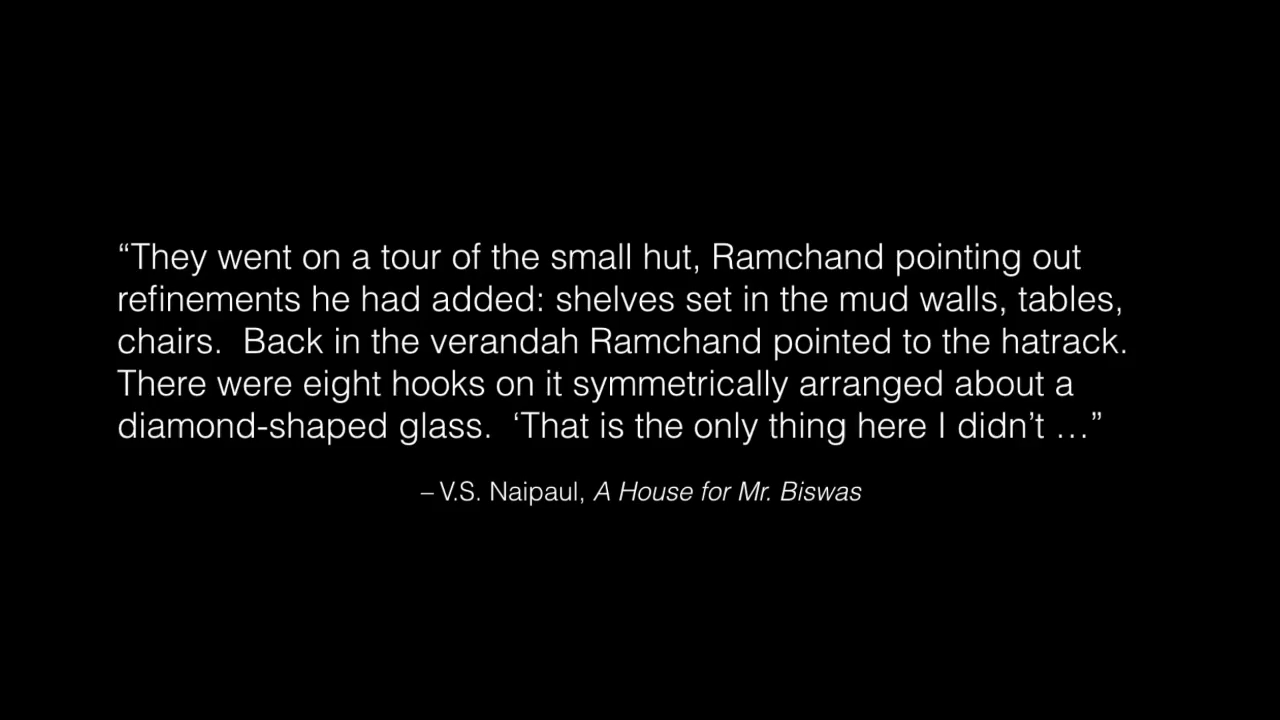 “They went on a tour of the small hut, Ramchand pointing out
refinements he had added: shelves set in the mud walls, tables,
chairs.  Back in the verandah Ramchand pointed to the hatrack.
There were eight hooks on it symmetrically arranged about a
diamond-shaped glass.  ‘That is the only thing here I didn’t …”
– V.S. Naipaul, A House for Mr. Biswas